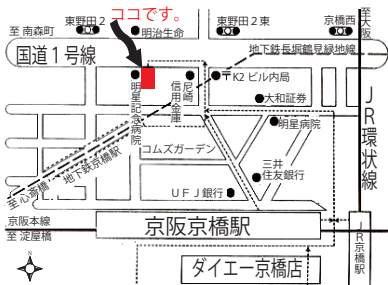 ココです。
至南森町
東野田2
明治生命
東野田2東
京橋西
至大阪
国道1号線
地下鉄長堀鶴見緑地線
明星記念病院
尼崎信用金庫
〒K2ビル内局
大和証券
明星病院
JR環状線
コムズガーデン
地下鉄京橋駅
至心斎橋
三井
住友銀行
UFJ銀行
京阪本線
至淀屋橋
京阪京橋駅
JR京橋駅
ダイエー京橋店